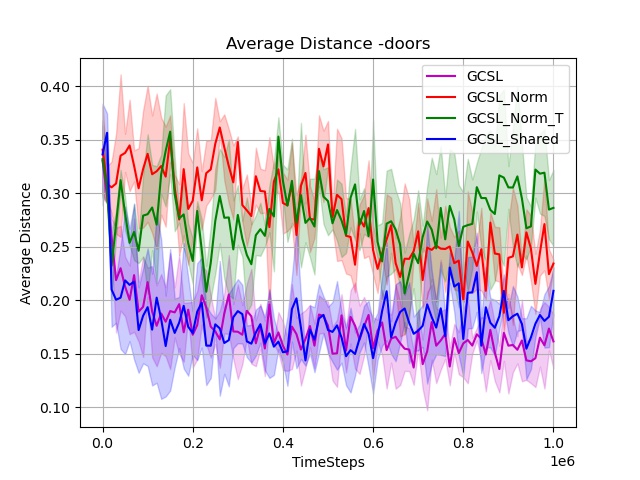 Average Distance -doors
GCSL
GCSL_Norm
GCSL_Norm_T
GCSL_Shared
Average Distance
0.40
0.35
0.30
0.25
0.20
0.15
0.10
0.0 0.2 0.4 0.6 0.8 1.0
1e6
TimeSteps